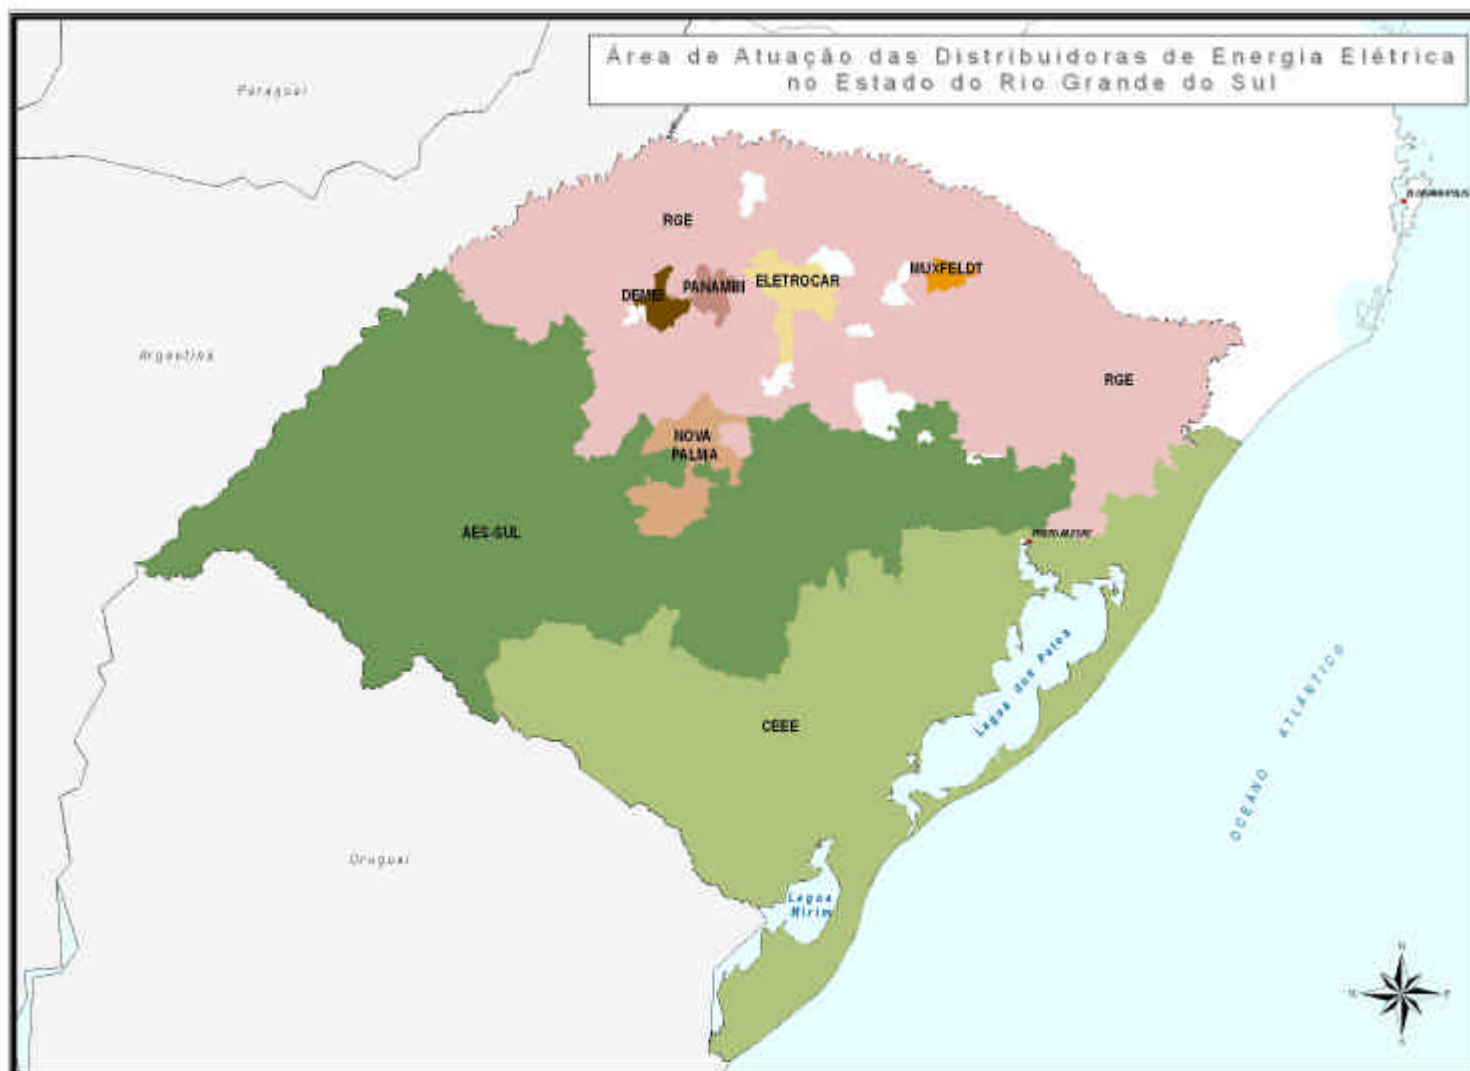 Área de Atuação das Distribuidoras de Energia Elétrica
no Estado do Rio Grande do Sul
Paraguai
RGE
MUXFELDT
DEMEI
PANAMBI
ELETROCAR
Argentina
RGE
NOVA
PALMA
AES-SUL
Lagoa dos Patos
CEEE
OCEANO ATLÂNTICO
Uruguai
Lagoa
Mirim
N
S